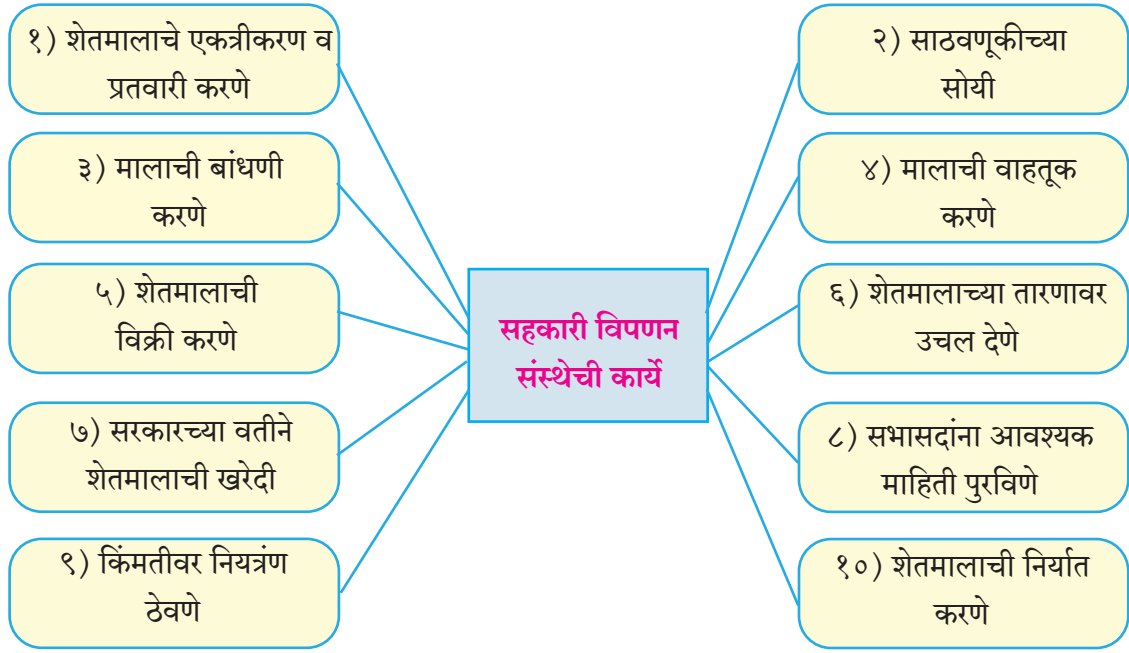 १) शेतमालाचे एकत्रीकरण व
प्रतवारी करणे
२) साठवणूकीच्या
सोयी
३) मालाची बांधणी
करणे
४) मालाची वाहतूक
करणे
५) शेतमालाची
विक्री करणे
६) शेतमालाच्या तारणावर
उचल देणे
सहकारी विपणन
संस्थेची कार्ये
७) सरकारच्या वतीने
शेतमालाची खरेदी
८) सभासदांना आवश्यक
माहिती पुरविणे
९) किंमतीवर नियत्रंण
ठेवणे
१०) शेतमालाची निर्यात
करणे